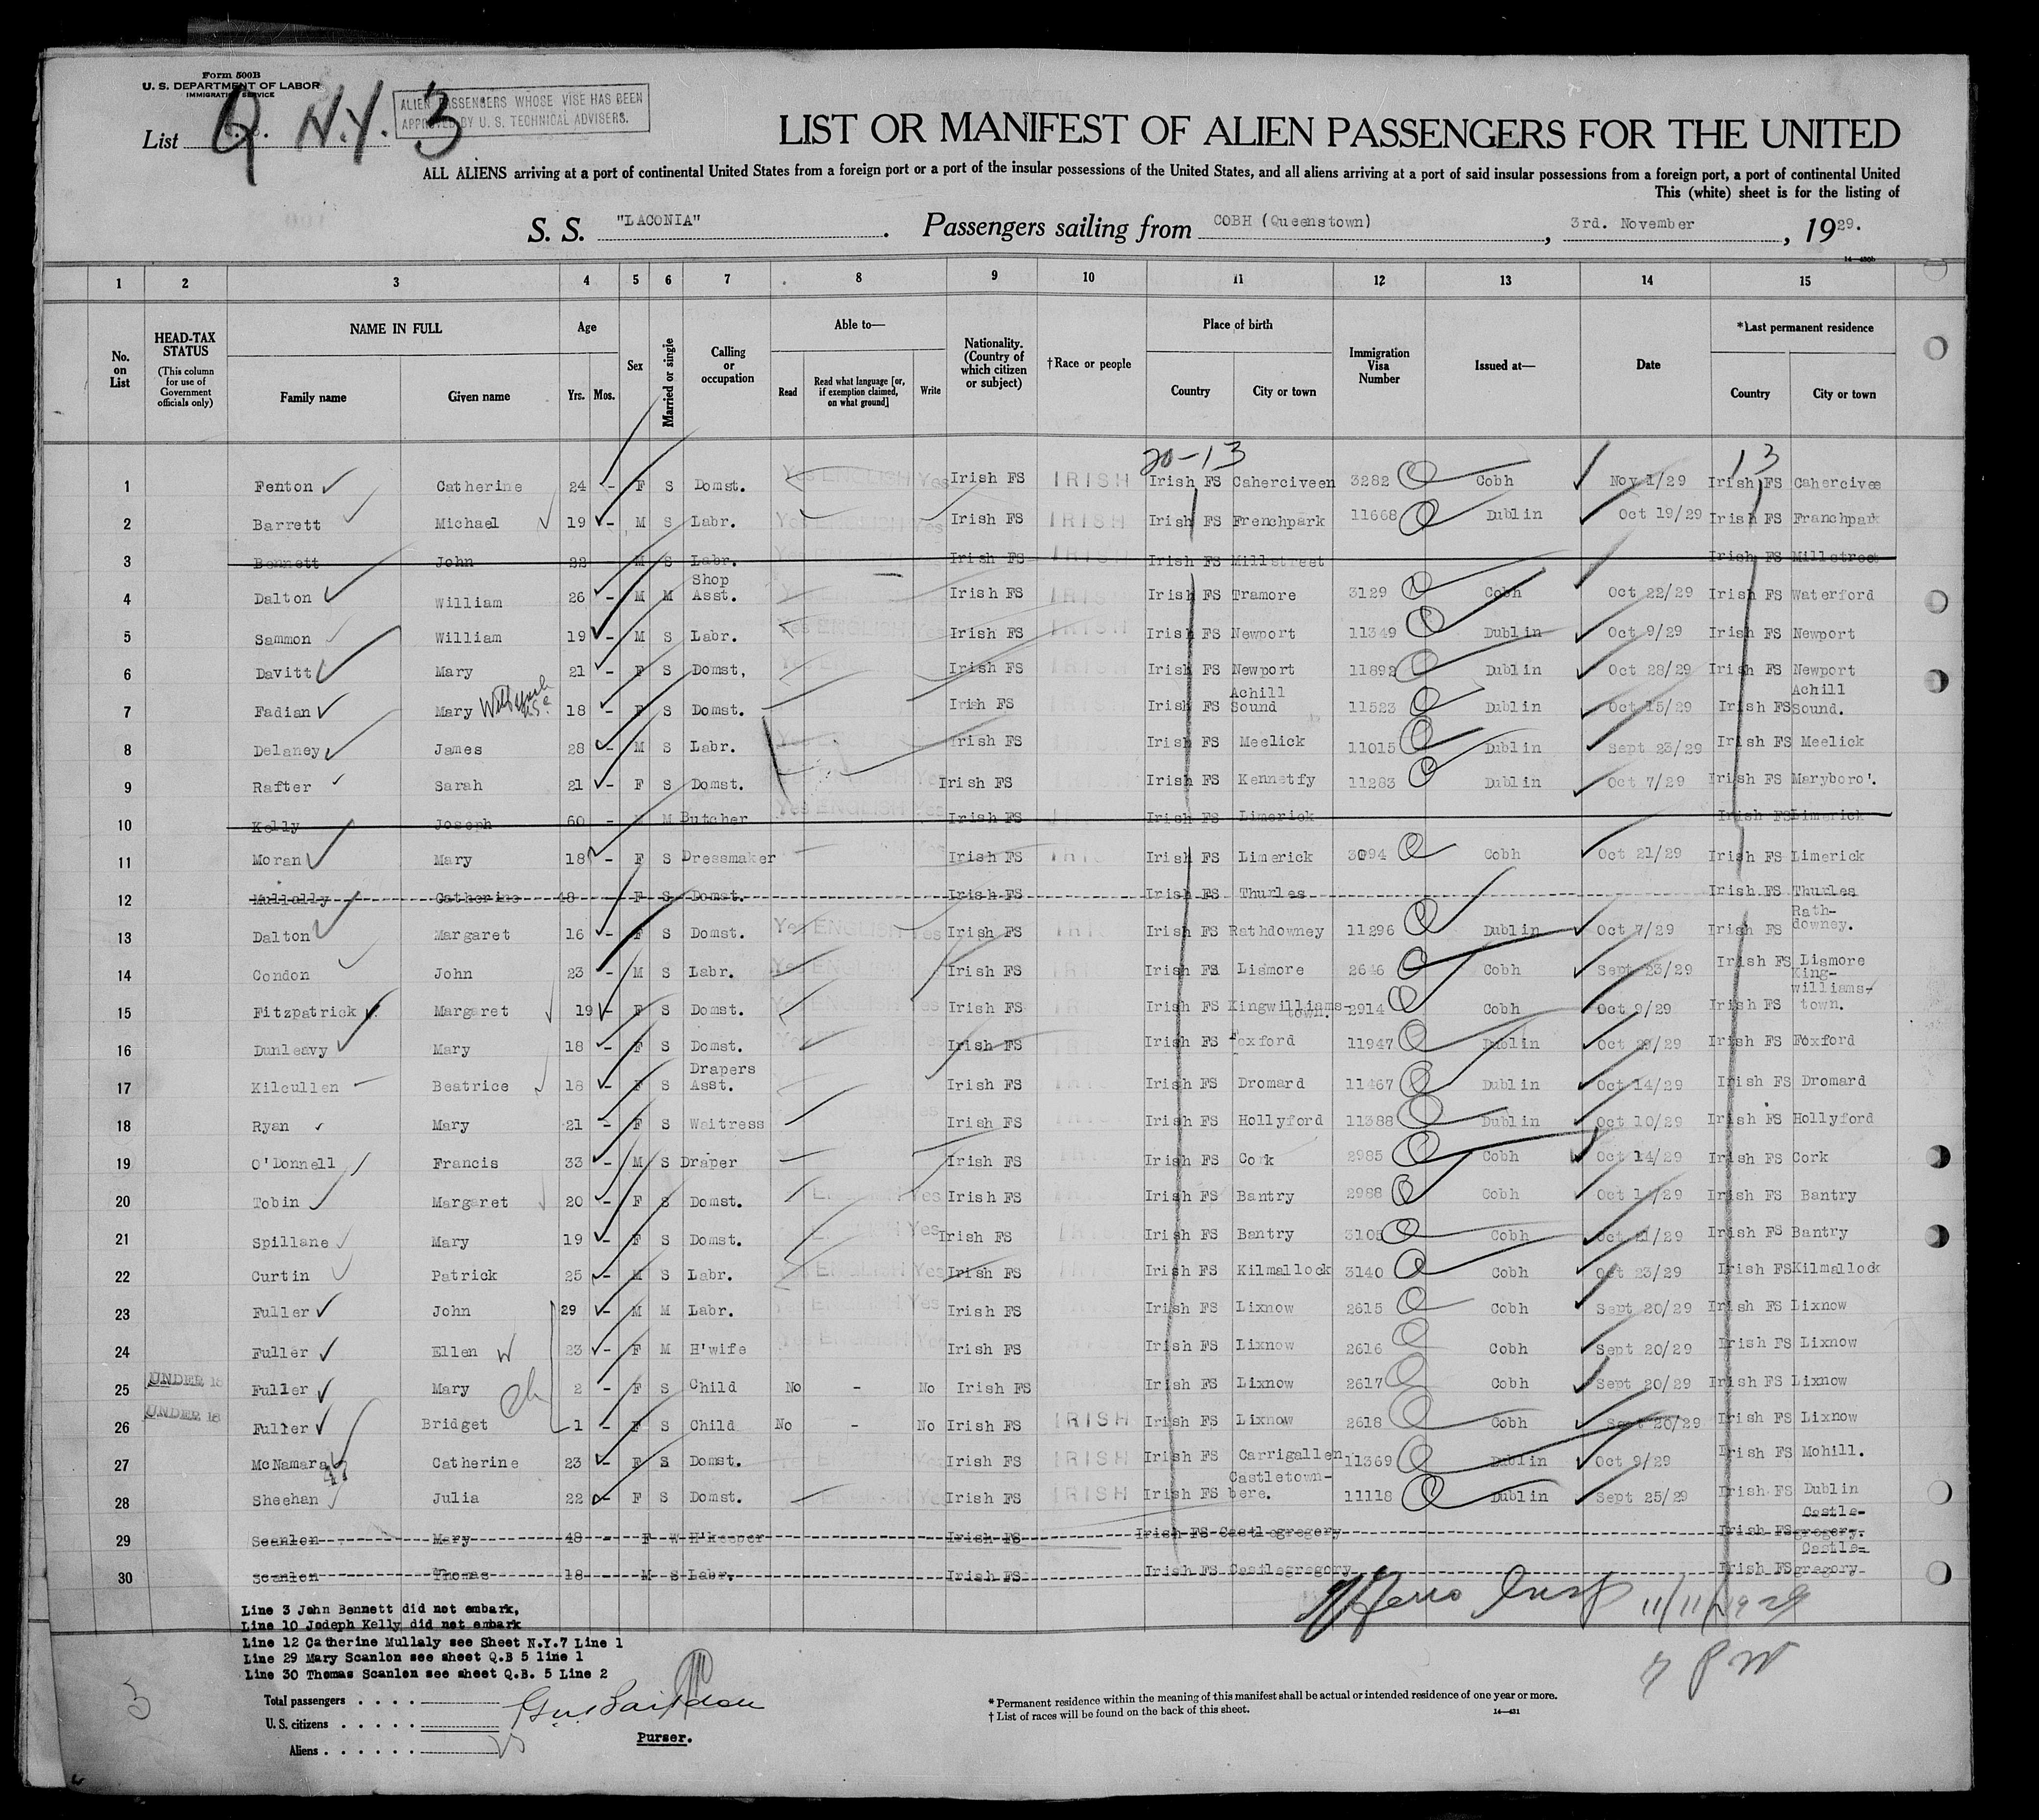 Form 500B
U. S. DEPARTMENT OF LABOR
IMMIGRATION SERVICE
List Q N.Y. 3
ALIEN PASSENGERS WHOSE VISE HAS BEEN
APPROVED BY U. S. TECHNICAL ADVISERS.
LIST OR MANIFEST OF ALIEN PASSENGERS FOR THE UNITED
ALL ALIENS arriving at a port of continental United States from a foreign port or a port of the insular possessions of the United States, and all aliens arriving at a port of said insular possessions from a foreign port, a port of continental United
This (white) sheet is for the listing of
S. S. "LACONIA". Passengers sailing from COBH (Queenstown), 3rd. November, 1929.
14-430b
1 2 3 4 5 6 7 8 9 10 11 12 13 14 15
No. on List
HEAD-TAX STATUS (This column for use of Government officials only)
NAME IN FULL Family name Given name
Age Yrs. Mos.
Sex
Married or single
Calling or occupation
Able to— Read Read what language [or, if exemption claimed, on what ground] Write
Nationality. (Country of which citizen or subject)
†Race or people
Place of birth Country City or town
Immigration Visa Number
Issued at—
Date
*Last permanent residence Country City or town
20-13 13
1 Fenton Catherine 24 - F S Domst. Yes ENGLISH Yes Irish FS IRISH Irish FS Caherciveen 3282 Cobh Nov 1/29 Irish FS Cahercivee
2 Barrett Michael 19 - M S Labr. Yes ENGLISH Yes Irish FS IRISH Irish FS Frenchpark 11668 Dublin Oct 19/29 Irish FS Franchpark
3 Bennett John 22 - M S Labr. Irish FS IRISH Irish FS Millstreet Irish FS Millstreet
4 Dalton William 26 - M M Shop Asst. Irish FS IRISH Irish FS Tramore 3129 Cobh Oct 22/29 Irish FS Waterford
5 Sammon William 19 - M S Labr. Yes ENGLISH Irish FS IRISH Irish FS Newport 11349 Dublin Oct 9/29 Irish FS Newport
6 Davitt Mary 21 - F S Domst, Irish FS IRISH Irish FS Newport 11892 Dublin Oct 28/29 Irish FS Newport
7 Fadian Mary 18 - F S Domst. Irish FS Irish FS Achill Sound 11523 Dublin Oct 15/29 Irish FS Achill Sound.
8 Delaney James 28 - M S Labr. Irish FS Irish FS Meelick 11015 Dublin Sept 23/29 Irish FS Meelick
9 Rafter Sarah 21 - F S Domst. Yes Irish FS Irish FS Kennetfy 11283 Dublin Oct 7/29 Irish FS Maryboro'.
10 Kelly Joseph 60 - M Butcher Yes ENGLISH Yes Irish FS Irish FS Limerick Irish FS Limerick
11 Moran Mary 18 - F S Dressmaker Irish FS Irish FS Limerick 3094 Cobh Oct 21/29 Irish FS Limerick
12 Mullally Catherine 48 F S Domst. Irish FS Irish FS Thurles Irish FS Thurles
13 Dalton Margaret 16 - F S Domst. Yes ENGLISH Yes Irish FS Irish FS Rathdowney 11296 Dublin Oct 7/29 Irish FS Rath-downey.
14 Condon John 23 - M S Labr. Yes ENGLISH Yes Irish FS Irish FS Lismore 2646 Cobh Sept 23/29 Irish FS Lismore
15 Fitzpatrick Margaret 19 - F S Domst. Yes ENGLISH Yes Irish FS Irish FS Kingwilliams-town. 2914 Cobh Oct 9/29 Irish FS King-williams-town.
16 Dunleavy Mary 18 - F S Domst. Irish FS Irish FS Foxford 11947 Dublin Oct 29/29 Irish FS Foxford
17 Kilcullen Beatrice 18 - F S Drapers Asst. Irish FS Irish FS Dromard 11467 Dublin Oct 14/29 Irish FS Dromard
18 Ryan Mary 21 - F S Waitress Irish FS Irish FS Hollyford 11388 Dublin Oct 10/29 Irish FS Hollyford
19 O'Donnell Francis 33 - M S Draper Irish FS Irish FS Cork 2985 Cobh Oct 14/29 Irish FS Cork
20 Tobin Margaret 20 - F S Domst. ENGLISH Yes Irish FS Irish FS Bantry 2988 Cobh Irish FS Bantry
21 Spillane Mary 19 - F S Domst. ENGLISH Yes Irish FS Irish FS Bantry Cobh Oct 21/29 Irish FS Bantry
22 Curtin Patrick 25 - M S Labr. Yes ENGLISH Yes Irish FS Irish FS Kilmallock 3140 Cobh Oct 23/29 Irish FS Kilmallock
23 Fuller John 29 - M M Labr. Yes Irish FS Irish FS Lixnow 2615 Cobh Sept 20/29 Irish FS Lixnow
24 Fuller Ellen W 23 - F M H'wife Yes ENGLISH Yes Irish FS Irish FS Lixnow 2616 Cobh Sept 20/29 Irish FS Lixnow
25 UNDER 16 Fuller Mary ch 2 - F S Child No - No Irish FS Irish FS Lixnow 2617 Cobh Sept 20/29 Irish FS Lixnow
26 UNDER 16 Fuller Bridget 1 - F S Child No - No Irish FS IRISH Irish FS Lixnow 2618 Cobh Sept 20/29 Irish FS Lixnow
27 McNamara Catherine 23 - F S Domst. Irish FS IRISH Irish FS Carrigallen 11369 Dublin Oct 9/29 Irish FS Mohill.
28 Sheehan Julia 22 - F S Domst. Yes Irish FS IRISH Irish FS Castletown-bere. 11118 Dublin Sept 25/29 Irish FS Dublin
29 Scanlon Mary 48 - F W H'keeper Irish FS Irish FS Castlegregory Irish FS Castle-gregory.
30 Scanlon Thomas 18 M S Labr. Irish FS Irish FS Castlegregory Irish FS Castle-gregory
11/11/1929
Line 3 John Bennett did not embark,
Line 10 Jodeph Kelly did not embark
Line 12 Catherine Mullaly see Sheet N.Y.7 Line 1
Line 29 Mary Scanlon see sheet Q.B 5 line 1
Line 30 Thomas Scanlon see sheet Q.B. 5 Line 2
Total passengers . . . .
U.S. citizens . . . . .
Aliens . . . . . .
Purser.
* Permanent residence within the meaning of this manifest shall be actual or intended residence of one year or more.
† List of races will be found on the back of this sheet.
14-431
3